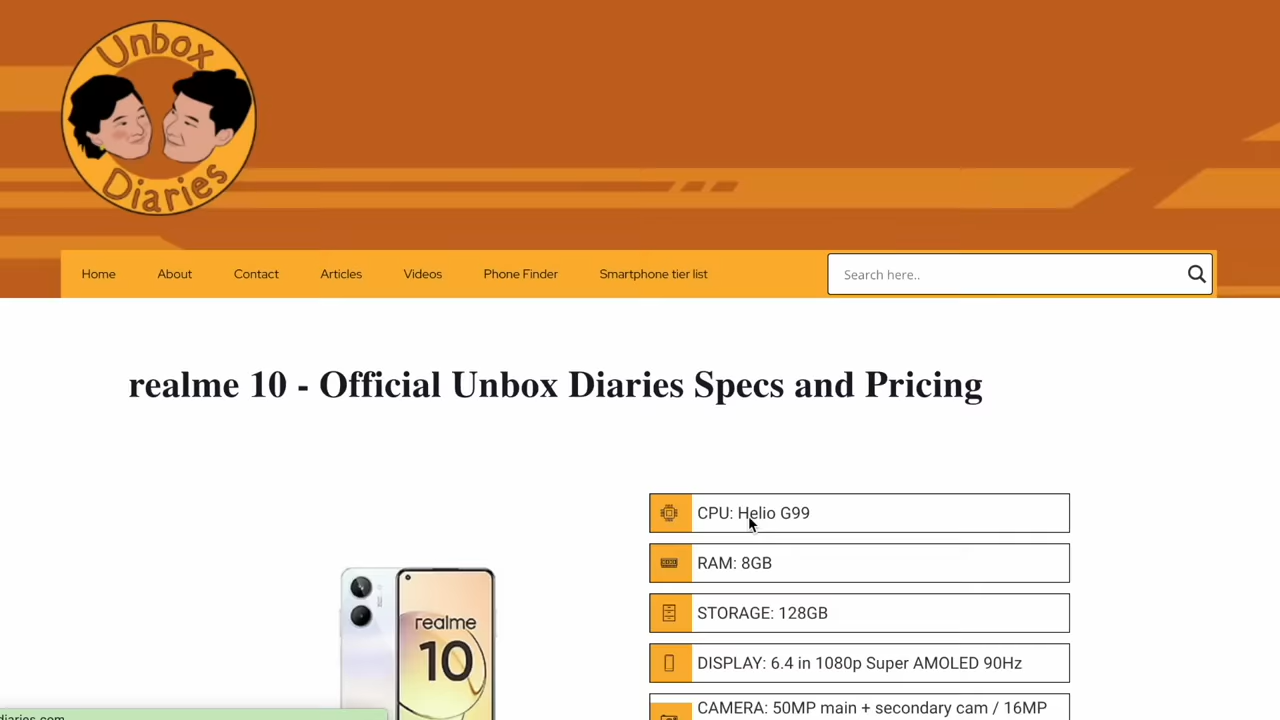 Unbox
Diaries
Home About Contact Articles Videos Phone Finder Smartphone tier list Search here..
realme 10 - Official Unbox Diaries Specs and Pricing
CPU: Helio G99
RAM: 8GB
STORAGE: 128GB
DISPLAY: 6.4 in 1080p Super AMOLED 90Hz
CAMERA: 50MP main + secondary cam / 16MP
realme
10